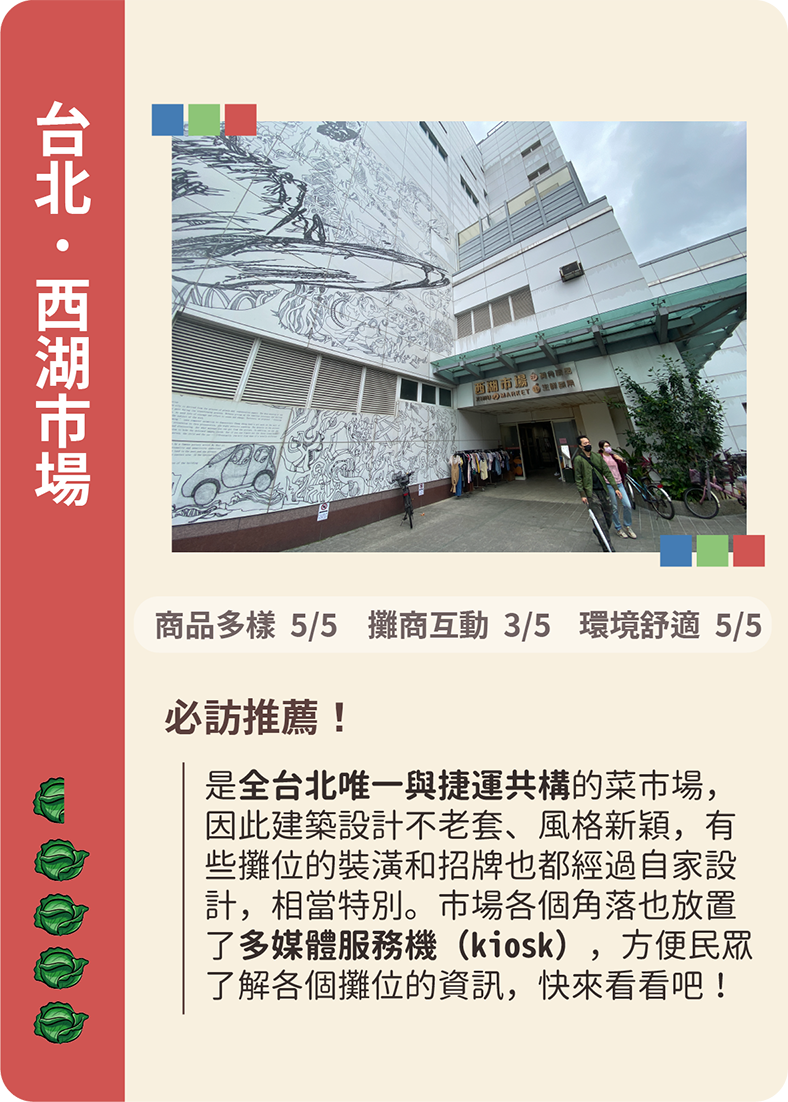 台北・西湖市場
西湖市場
MARKET
商品多樣 5/5 攤商互動 3/5 環境舒適 5/5
必訪推薦！
是全台北唯一與捷運共構的菜市場，
因此建築設計不老套、風格新穎，有
些攤位的裝潢和招牌也都經過自家設
計，相當特別。市場各個角落也放置
了多媒體服務機（kiosk），方便民眾
了解各個攤位的資訊，快來看看吧！